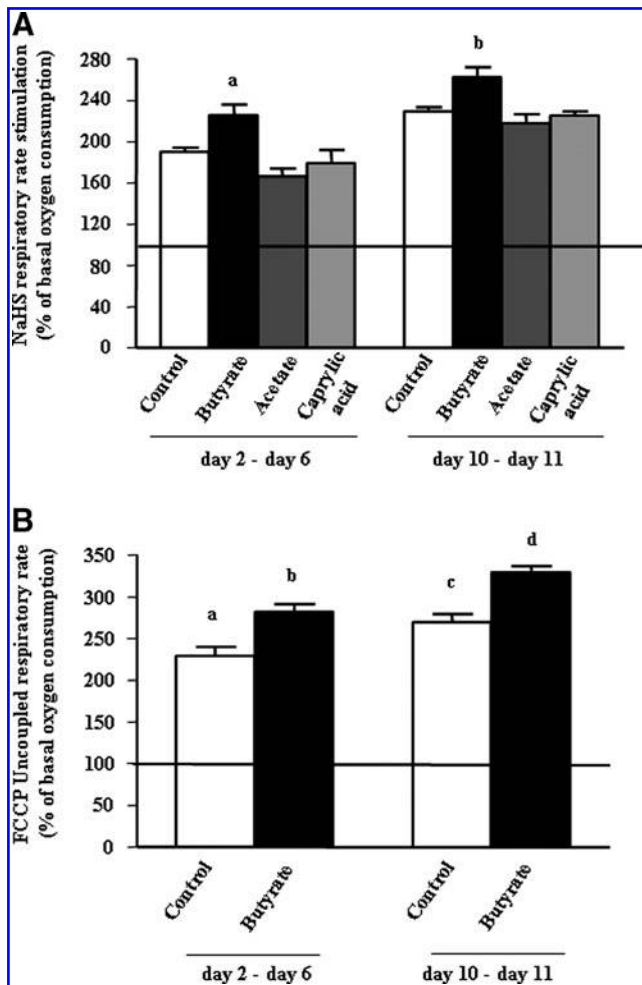 A
NaHS respiratory rate stimulation
(% of basal oxygen consumption)
280
240
200
160
120
80
40
0
a
b
Control
Butyrate
Acetate
Caprylic
acid
Control
Butyrate
Acetate
Caprylic
acid
day 2 - day 6
day 10 - day 11
B
FCCP Uncoupled respiratory rate
(% of basal oxygen consumption)
350
300
250
200
150
100
50
0
a
b
c
d
Control
Butyrate
Control
Butyrate
day 2 - day 6
day 10 - day 11